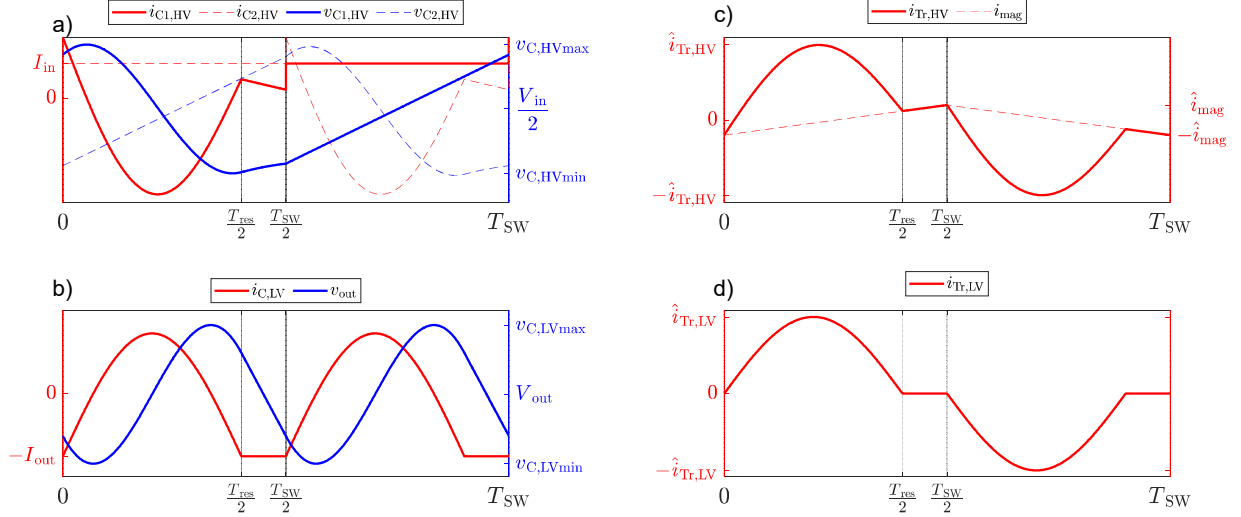 a)
i_C1,HV i_C2,HV v_C1,HV v_C2,HV
I_in
0
v_C,HVmax
V_in/2
v_C,HVmin
0 T_res/2 T_SW/2 T_SW
c)
i_Tr,HV i_mag
î_Tr,HV
0
−î_Tr,HV
î_mag
−î_mag
0 T_res/2 T_SW/2 T_SW
b)
i_C,LV v_out
0
−I_out
v_C,LVmax
V_out
v_C,LVmin
0 T_res/2 T_SW/2 T_SW
d)
i_Tr,LV
î_Tr,LV
0
−î_Tr,LV
0 T_res/2 T_SW/2 T_SW